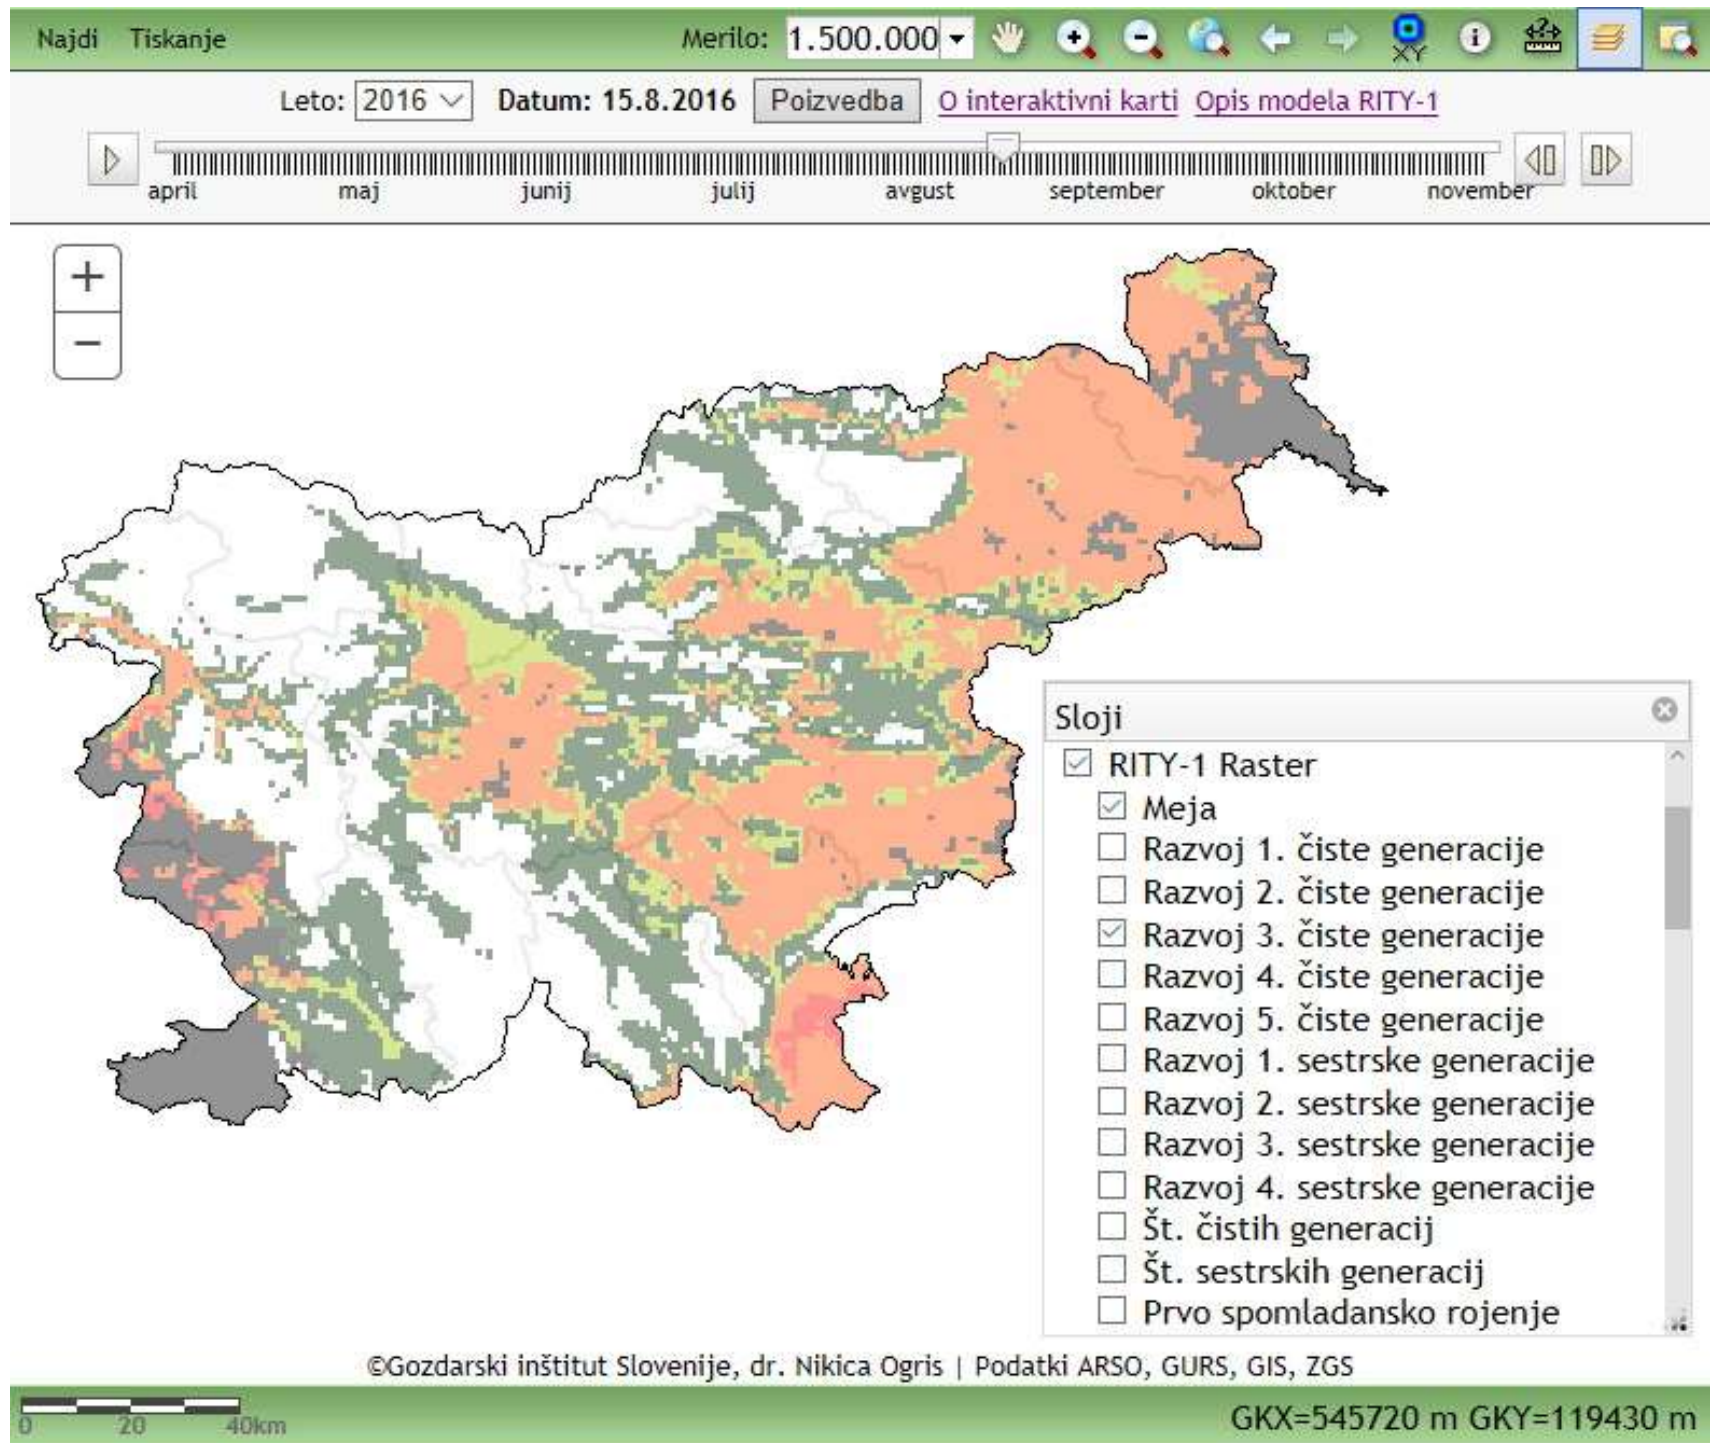 Najdi Tiskanje Merilo: 1.500.000 XY
Leto: 2016 Datum: 15.8.2016 Poizvedba O interaktivni karti Opis modela RITY-1
april maj junij julij avgust september oktober november
+
−
Sloji
RITY-1 Raster
Meja
Razvoj 1. čiste generacije
Razvoj 2. čiste generacije
Razvoj 3. čiste generacije
Razvoj 4. čiste generacije
Razvoj 5. čiste generacije
Razvoj 1. sestrske generacije
Razvoj 2. sestrske generacije
Razvoj 3. sestrske generacije
Razvoj 4. sestrske generacije
Št. čistih generacij
Št. sestrskih generacij
Prvo spomladansko rojenje
©Gozdarski inštitut Slovenije, dr. Nikica Ogris | Podatki ARSO, GURS, GIS, ZGS
0 20 40km GKX=545720 m GKY=119430 m